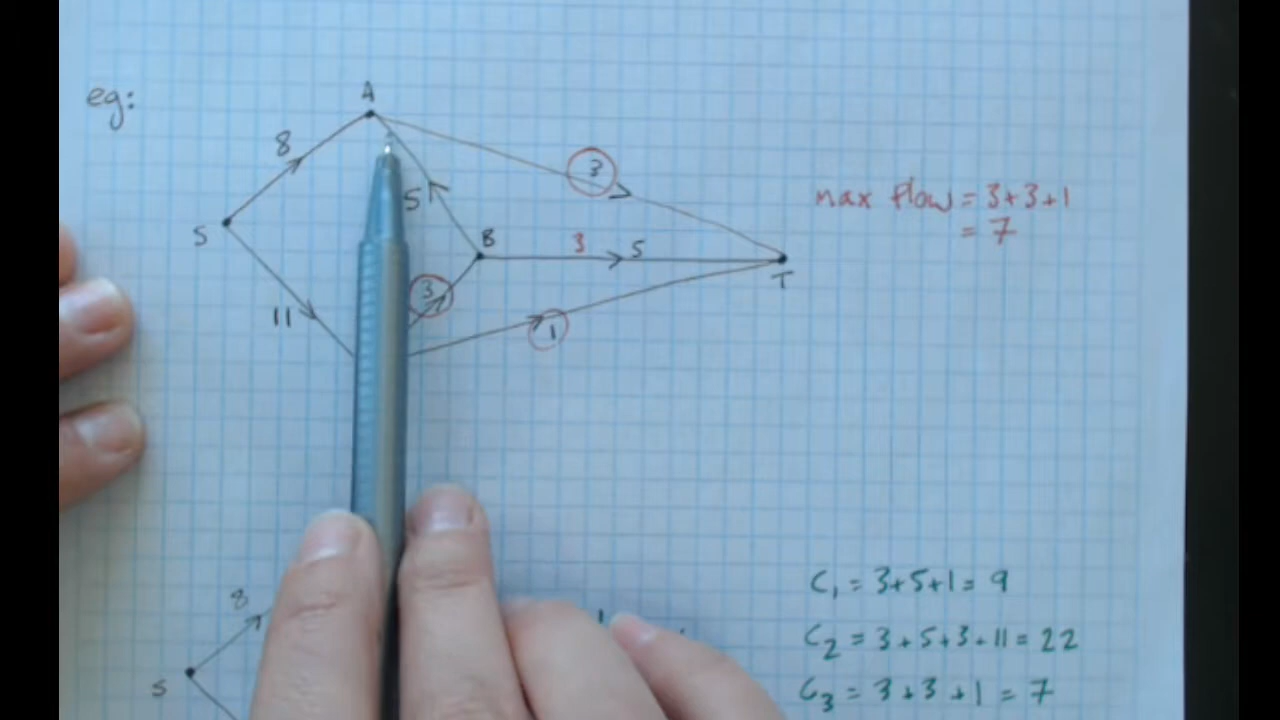 eg:
A
8
3
5
S
B
3
5
T
3
11
1
max flow = 3+3+1
= 7
8
S
C₁ = 3+5+1 = 9
C₂ = 3+5+3+11 = 22
C₃ = 3+3+1 = 7